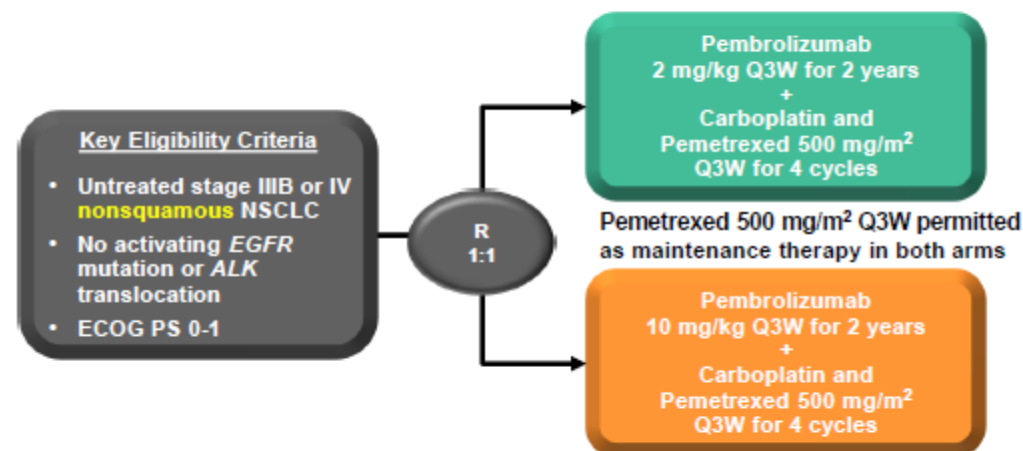 Key Eligibility Criteria
• Untreated stage IIIB or IV
nonsquamous NSCLC
• No activating EGFR
mutation or ALK
translocation
• ECOG PS 0-1
R
1:1
Pembrolizumab
2 mg/kg Q3W for 2 years
+
Carboplatin and
Pemetrexed 500 mg/m²
Q3W for 4 cycles
Pemetrexed 500 mg/m² Q3W permitted
as maintenance therapy in both arms
Pembrolizumab
10 mg/kg Q3W for 2 years
+
Carboplatin and
Pemetrexed 500 mg/m²
Q3W for 4 cycles